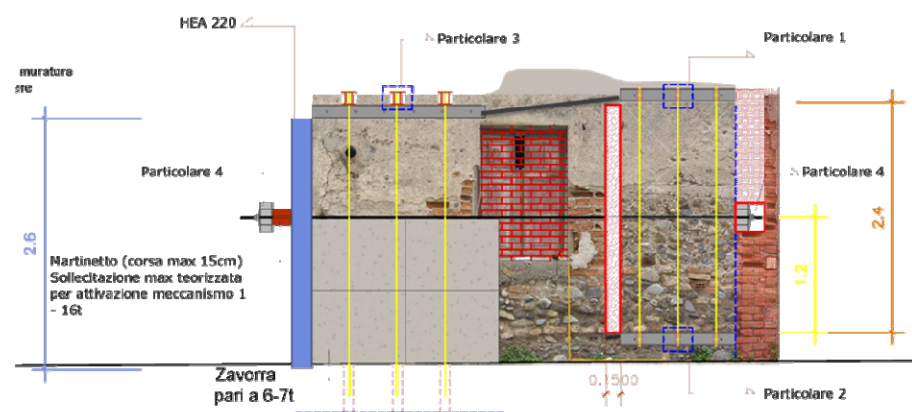 HEA 220
Particolare 3
Particolare 1
murature
ere
Particolare 4
Particolare 4
2.6
2.4
1.2
Martinetto (corsa max 15cm)
Sollecitazione max teorizzata
per attivazione meccanismo 1
- 16t
Zavorra
pari a 6-7t
0.1500
Particolare 2